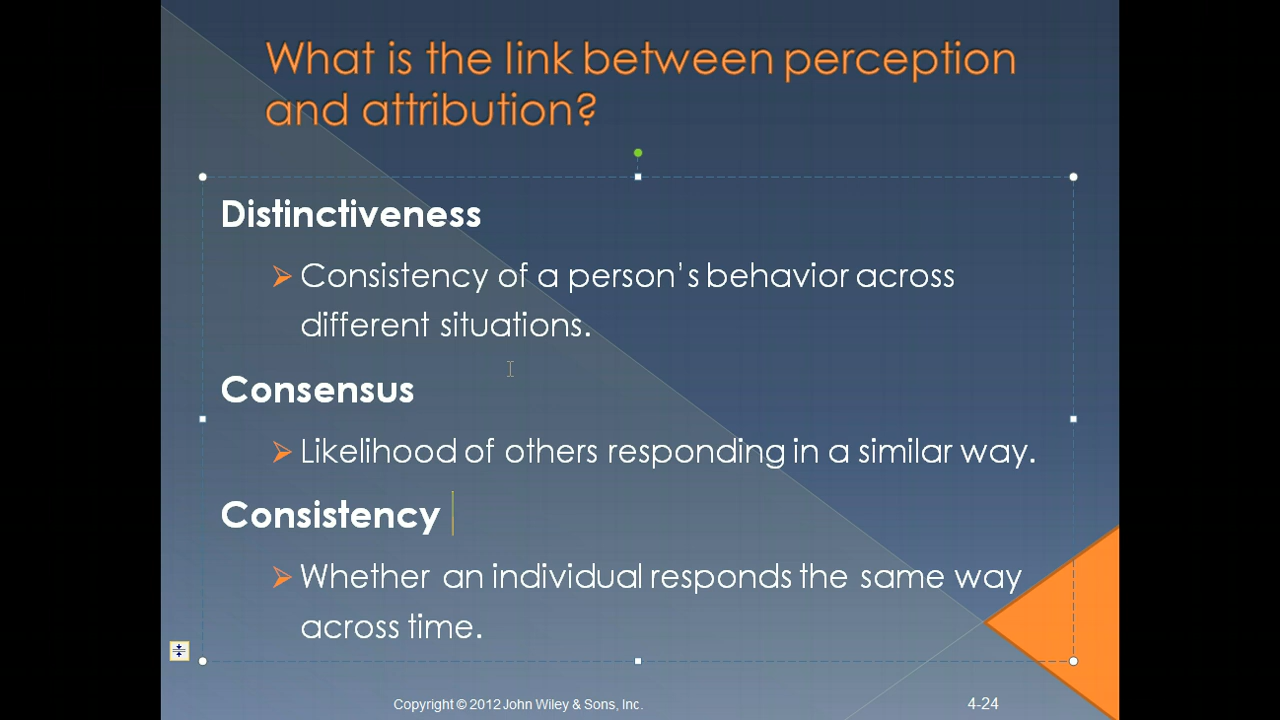 What is the link between perception
and attribution?
Distinctiveness
Consistency of a person's behavior across
different situations.
Consensus
Likelihood of others responding in a similar way.
Consistency
Whether an individual responds the same way
across time.
Copyright © 2012 John Wiley & Sons, Inc.
4-24